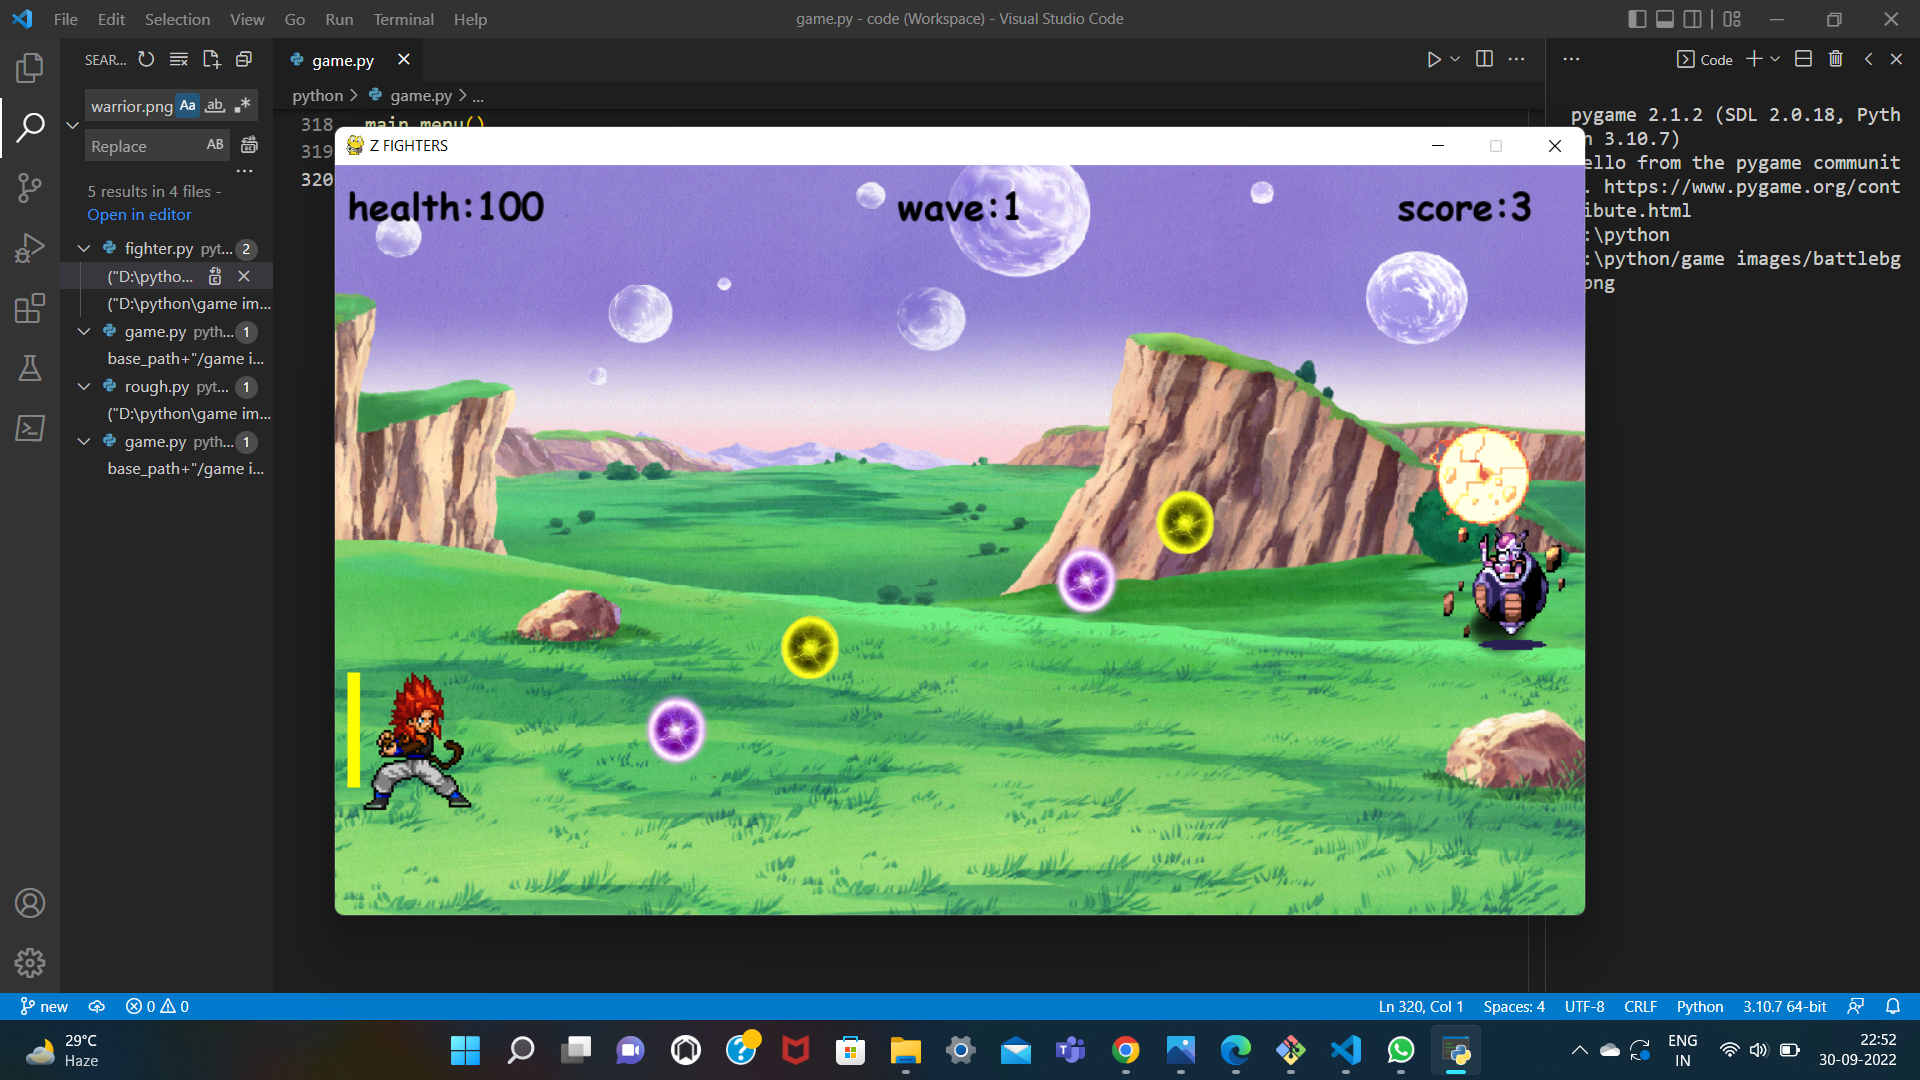 File Edit Selection View Go Run Terminal Help
game.py - code (Workspace) - Visual Studio Code
SEAR...
game.py
Code
warrior.png Aa ab
Replace AB
5 results in 4 files -
Open in editor
fighter.py pyt... 2
("D:\pytho...
("D:\python\game im...
game.py pyth... 1
base_path+"/game i...
rough.py pyt... 1
("D:\python\game im...
game.py pyth... 1
base_path+"/game i...
python > game.py > ...
318 main_menu()
319
320
Z FIGHTERS
health:100
wave:1
score:3
pygame 2.1.2 (SDL 2.0.18, Pyth
n 3.10.7)
ello from the pygame communit
. https://www.pygame.org/cont
ibute.html
:\python
:\python/game images/battlebg
png
new
0 0
Ln 320, Col 1
Spaces: 4
UTF-8
CRLF
Python
3.10.7 64-bit
29°C
Haze
ENG
IN
22:52
30-09-2022